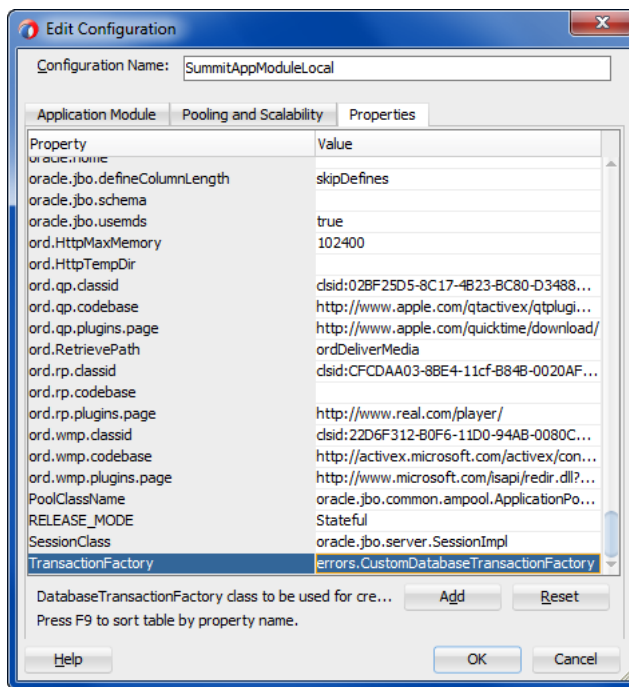 Edit Configuration
Configuration Name: SummitAppModuleLocal
Application Module Pooling and Scalability Properties
Property Value
oracle.home
oracle.jbo.defineColumnLength skipDefines
oracle.jbo.schema
oracle.jbo.usemds true
ord.HttpMaxMemory 102400
ord.HttpTempDir
ord.qp.classid clsid:02BF25D5-8C17-4B23-BC80-D3488...
ord.qp.codebase http://www.apple.com/qtactivex/qtplugi...
ord.qp.plugins.page http://www.apple.com/quicktime/download/
ord.RetrievePath ordDeliverMedia
ord.rp.classid clsid:CFCDAA03-8BE4-11cf-B84B-0020AF...
ord.rp.codebase
ord.rp.plugins.page http://www.real.com/player/
ord.wmp.classid clsid:22D6F312-B0F6-11D0-94AB-0080C...
ord.wmp.codebase http://activex.microsoft.com/activex/con...
ord.wmp.plugins.page http://www.microsoft.com/isapi/redir.dll?...
PoolClassName oracle.jbo.common.ampool.ApplicationPo...
RELEASE_MODE Stateful
SessionClass oracle.jbo.server.SessionImpl
TransactionFactory errors.CustomDatabaseTransactionFactory
DatabaseTransactionFactory class to be used for cre... Add Reset
Press F9 to sort table by property name.
Help OK Cancel